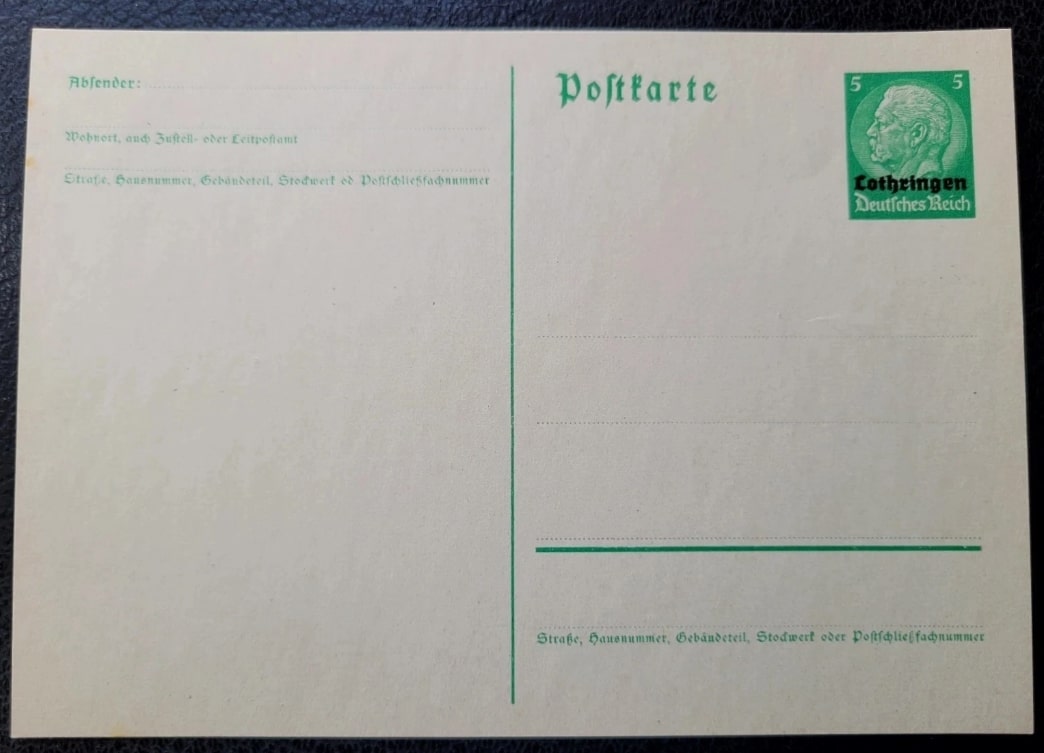 Absender:
Wohnort, auch Zustell- oder Leitpostamt
Straße, Hausnummer, Gebäudeteil, Stockwerk od. Postschließfachnummer
Postkarte
5 5
Lothringen
Deutsches Reich
Straße, Hausnummer, Gebäudeteil, Stockwerk oder Postschließfachnummer